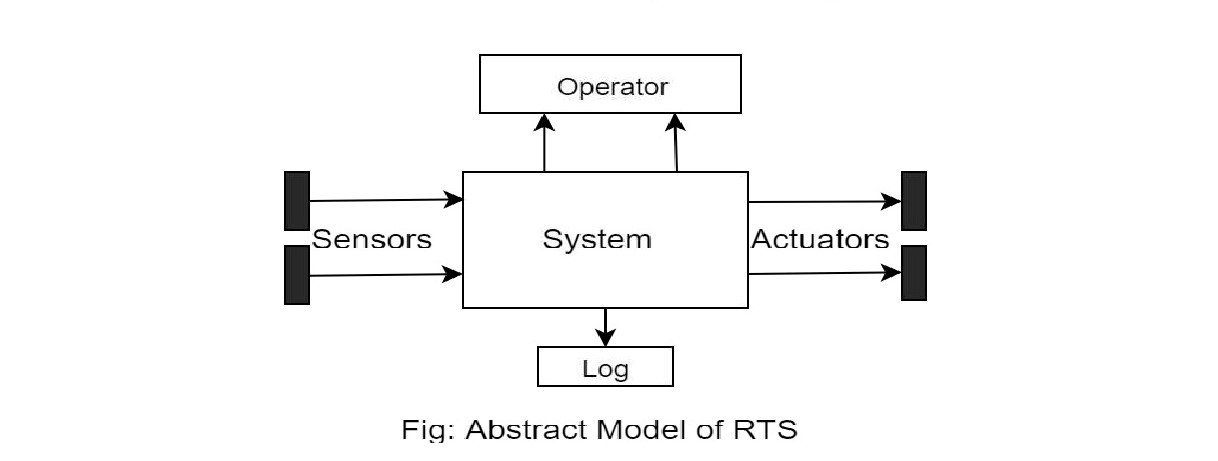 Operator
Sensors
System
Actuators
Log
Fig: Abstract Model of RTS